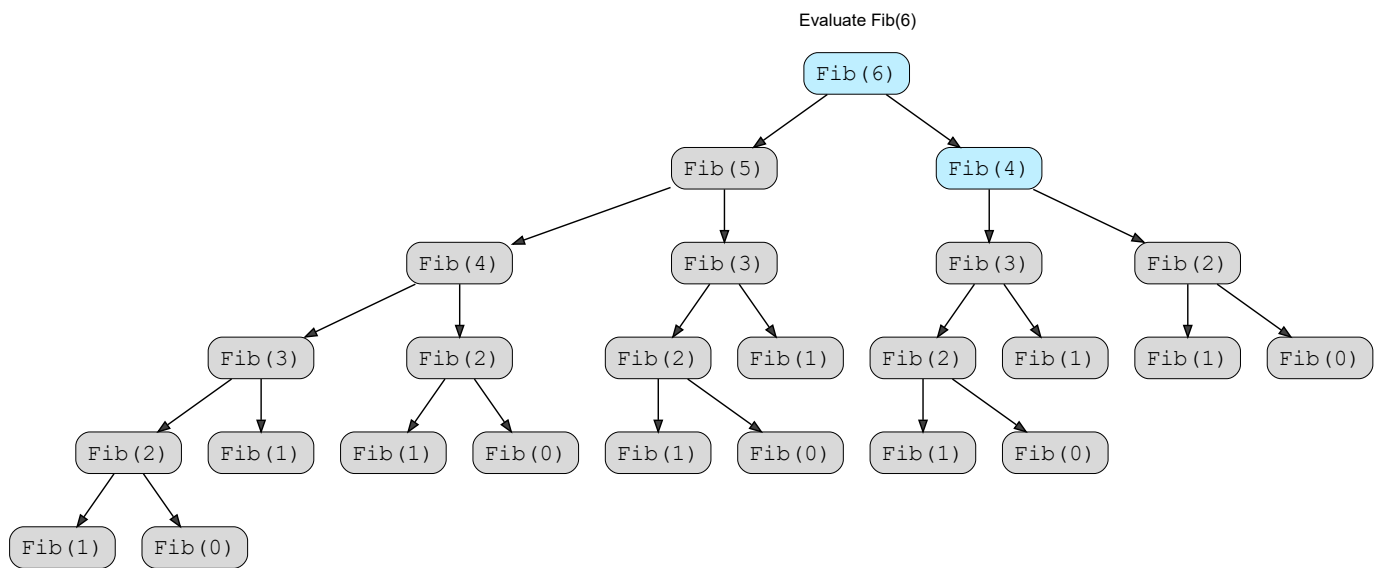 Evaluate Fib(6)
Fib(6)
Fib(5) Fib(4)
Fib(4) Fib(3) Fib(3) Fib(2)
Fib(3) Fib(2) Fib(2) Fib(1) Fib(2) Fib(1) Fib(1) Fib(0)
Fib(2) Fib(1) Fib(1) Fib(0) Fib(1) Fib(0) Fib(1) Fib(0)
Fib(1) Fib(0)